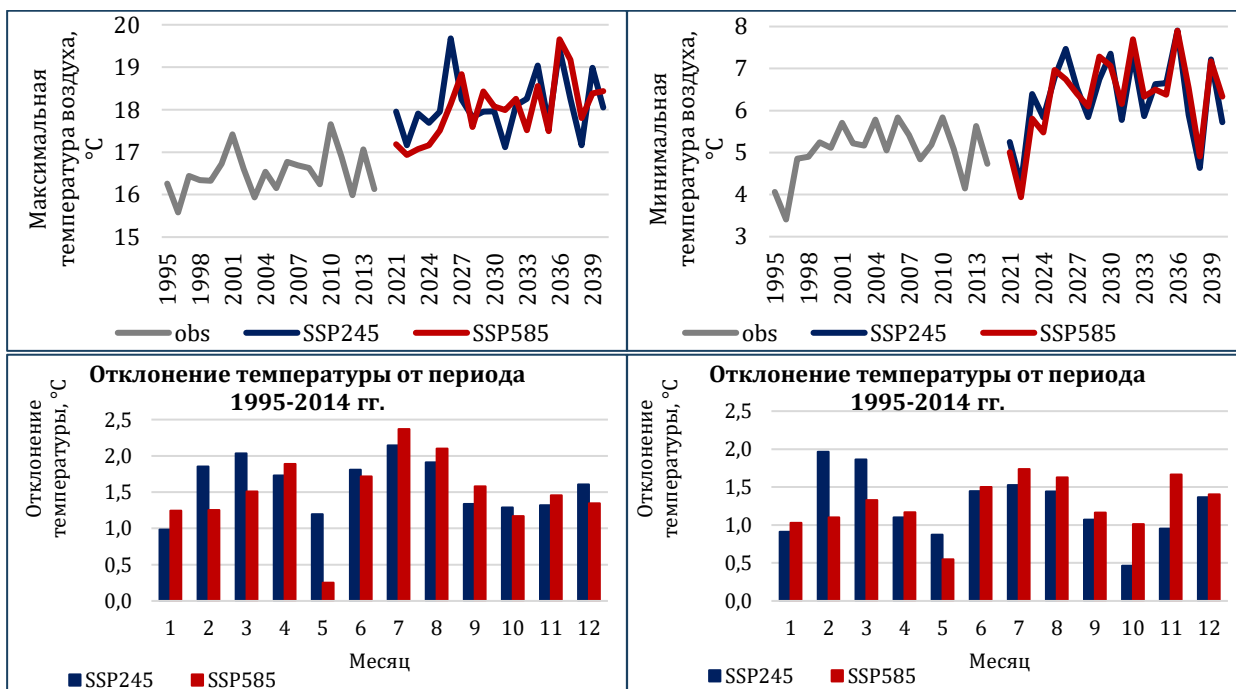 Максимальная
температура воздуха,
°C
20
19
18
17
16
15
1995
1998
2001
2004
2007
2010
2013
2021
2024
2027
2030
2033
2036
2039
obs
SSP245
SSP585
Минимальная
температура воздуха,
°C
8
7
6
5
4
3
1995
1998
2001
2004
2007
2010
2013
2021
2024
2027
2030
2033
2036
2039
obs
SSP245
SSP585
Отклонение температуры от периода
1995-2014 гг.
Отклонение
температуры, °C
2,5
2,0
1,5
1,0
0,5
0,0
1 2 3 4 5 6 7 8 9 10 11 12
Месяц
SSP245 SSP585
Отклонение температуры от периода
1995-2014 гг.
Отклонение
температуры, °C
2,5
2,0
1,5
1,0
0,5
0,0
1 2 3 4 5 6 7 8 9 10 11 12
Месяц
SSP245 SSP585